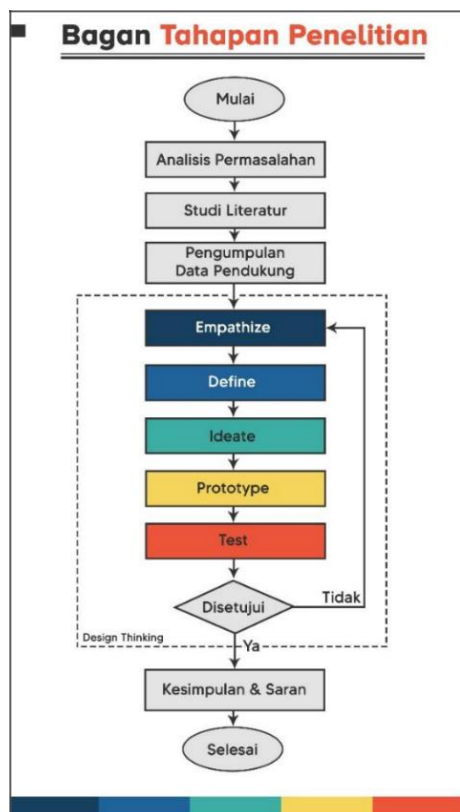 Bagan Tahapan Penelitian
Mulai
Analisis Permasalahan
Studi Literatur
Pengumpulan
Data Pendukung
Empathize
Define
Ideate
Prototype
Test
Disetujui
Tidak
Design Thinking
Ya
Kesimpulan & Saran
Selesai